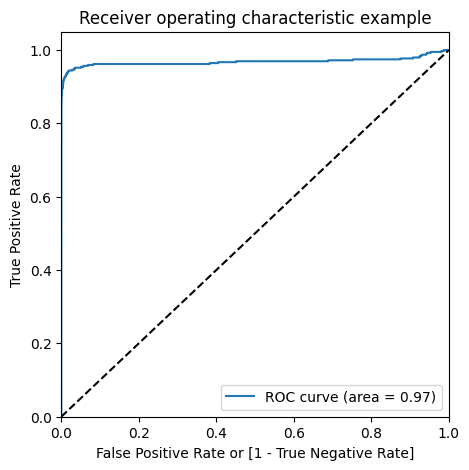 Receiver operating characteristic example
1.0
0.8
0.6
0.4
0.2
0.0
True Positive Rate
ROC curve (area = 0.97)
0.0 0.2 0.4 0.6 0.8 1.0
False Positive Rate or [1 - True Negative Rate]